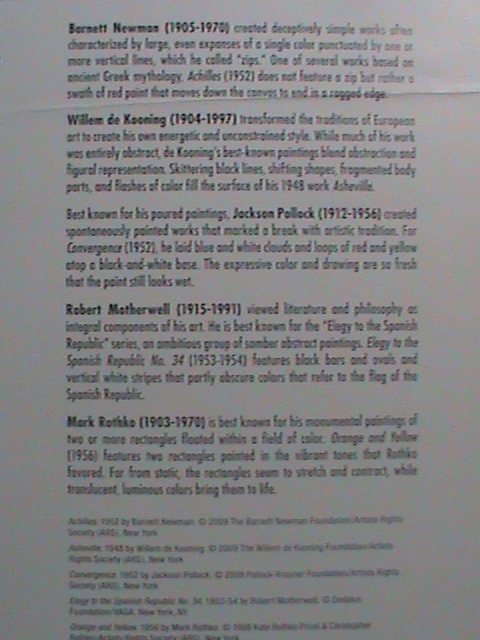 Barnett Newman (1905-1970) created deceptively simple works often
characterized by large, even expanses of a single color punctuated by one or
more vertical lines, which he called "zips." One of several works based on
ancient Greek mythology, Achilles (1952) does not feature a zip but rather a
swath of red paint that moves down the canvas to end in a ragged edge.
Willem de Kooning (1904-1997) transformed the traditions of European
art to create his own energetic and unconstrained style. While much of his work
was entirely abstract, de Kooning's best-known paintings blend abstraction and
figural representation. Skittering black lines, shifting shapes, fragmented body
parts, and flashes of color fill the surface of his 1948 work Asheville.
Best known for his poured paintings, Jackson Pollock (1912-1956) created
spontaneously painted works that marked a break with artistic tradition. For
Convergence (1952), he laid blue and white clouds and loops of red and yellow
atop a black-and-white base. The expressive color and drawing are so fresh
that the paint still looks wet.
Robert Motherwell (1915-1991) viewed literature and philosophy as
integral components of his art. He is best known for the "Elegy to the Spanish
Republic" series, an ambitious group of somber abstract paintings. Elegy to the
Spanish Republic No. 34 (1953-1954) features black bars and ovals and
vertical white stripes that partly obscure colors that refer to the flag of the
Spanish Republic.
Mark Rothko (1903-1970) is best known for his monumental paintings of
two or more rectangles floated within a field of color. Orange and Yellow
(1956) features two rectangles painted in the vibrant tones that Rothko
favored. Far from static, the rectangles seem to stretch and contract, while
translucent, luminous colors bring them to life.
Achilles, 1952 by Barnett Newman. © 2009 The Barnett Newman Foundation/Artists Rights
Society (ARS), New York
Asheville, 1948 by Willem de Kooning. © 2009 The Willem de Kooning Foundation/Artists
Rights Society (ARS), New York
Convergence, 1952 by Jackson Pollock. © 2009 Pollock-Krasner Foundation/Artists Rights
Society (ARS), New York
Elegy to the Spanish Republic No. 34, 1953-54 by Robert Motherwell. © Dedalus
Foundation/VAGA, New York, NY
Orange and Yellow, 1956 by Mark Rothko. © 1998 Kate Rothko Prizel & Christopher
Rothko/Artists Rights Society (ARS), New York